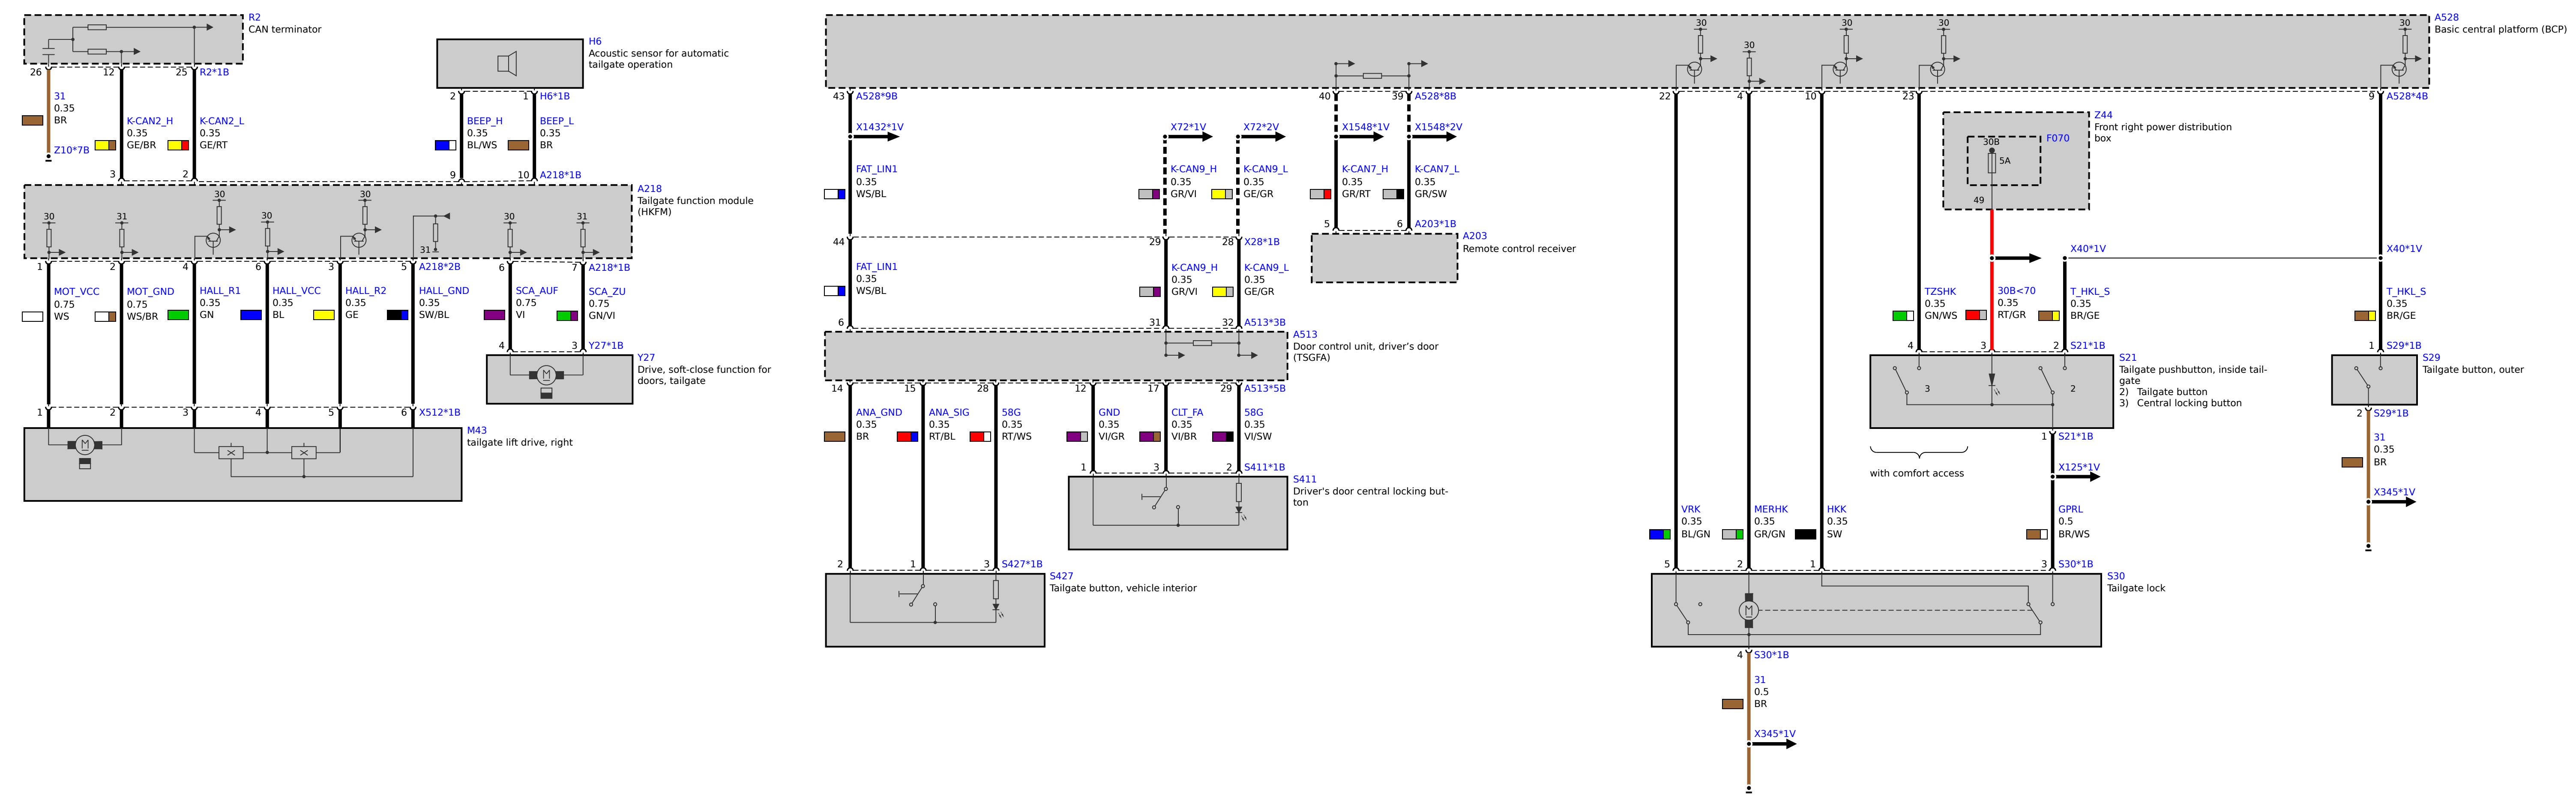 R2
CAN terminator
26
12
25
R2*1B
31
0.35
BR
Z10*7B
K-CAN2_H
0.35
GE/BR
K-CAN2_L
0.35
GE/RT
3
2
H6
Acoustic sensor for automatic
tailgate operation
2
1
H6*1B
BEEP_H
0.35
BL/WS
BEEP_L
0.35
BR
9
10
A218*1B
A218
Tailgate function module
(HKFM)
30
31
30
30
30
31
30
31
1
2
4
6
3
5
A218*2B
6
7
A218*1B
MOT_VCC
0.75
WS
MOT_GND
0.75
WS/BR
HALL_R1
0.35
GN
HALL_VCC
0.35
BL
HALL_R2
0.35
GE
HALL_GND
0.35
SW/BL
SCA_AUF
0.75
VI
SCA_ZU
0.75
GN/VI
4
3
Y27*1B
Y27
Drive, soft-close function for
doors, tailgate
M
1
2
3
4
5
6
X512*1B
M43
tailgate lift drive, right
M
A528
Basic central platform (BCP)
30
30
30
30
30
43
A528*9B
40
39
A528*8B
22
4
10
23
9
A528*4B
X1432*1V
X72*1V
X72*2V
X1548*1V
X1548*2V
FAT_LIN1
0.35
WS/BL
K-CAN9_H
0.35
GR/VI
K-CAN9_L
0.35
GE/GR
K-CAN7_H
0.35
GR/RT
K-CAN7_L
0.35
GR/SW
5
6
A203*1B
A203
Remote control receiver
44
29
28
X28*1B
FAT_LIN1
0.35
WS/BL
K-CAN9_H
0.35
GR/VI
K-CAN9_L
0.35
GE/GR
6
31
32
A513*3B
A513
Door control unit, driver’s door
(TSGFA)
14
15
28
12
17
29
A513*5B
ANA_GND
0.35
BR
ANA_SIG
0.35
RT/BL
58G
0.35
RT/WS
GND
0.35
VI/GR
CLT_FA
0.35
VI/BR
58G
0.35
VI/SW
1
3
2
S411*1B
S411
Driver's door central locking but-
ton
2
1
3
S427*1B
S427
Tailgate button, vehicle interior
Z44
Front right power distribution
box
F070
30B
5A
49
X40*1V
X40*1V
TZSHK
0.35
GN/WS
30B<70
0.35
RT/GR
T_HKL_S
0.35
BR/GE
T_HKL_S
0.35
BR/GE
4
3
2
S21*1B
S21
Tailgate pushbutton, inside tail-
gate
2) Tailgate button
3) Central locking button
3
2
1
S21*1B
with comfort access
X125*1V
1
S29*1B
S29
Tailgate button, outer
2
S29*1B
31
0.35
BR
X345*1V
VRK
0.35
BL/GN
MERHK
0.35
GR/GN
HKK
0.35
SW
GPRL
0.5
BR/WS
5
2
1
3
S30*1B
S30
Tailgate lock
M
4
S30*1B
31
0.5
BR
X345*1V